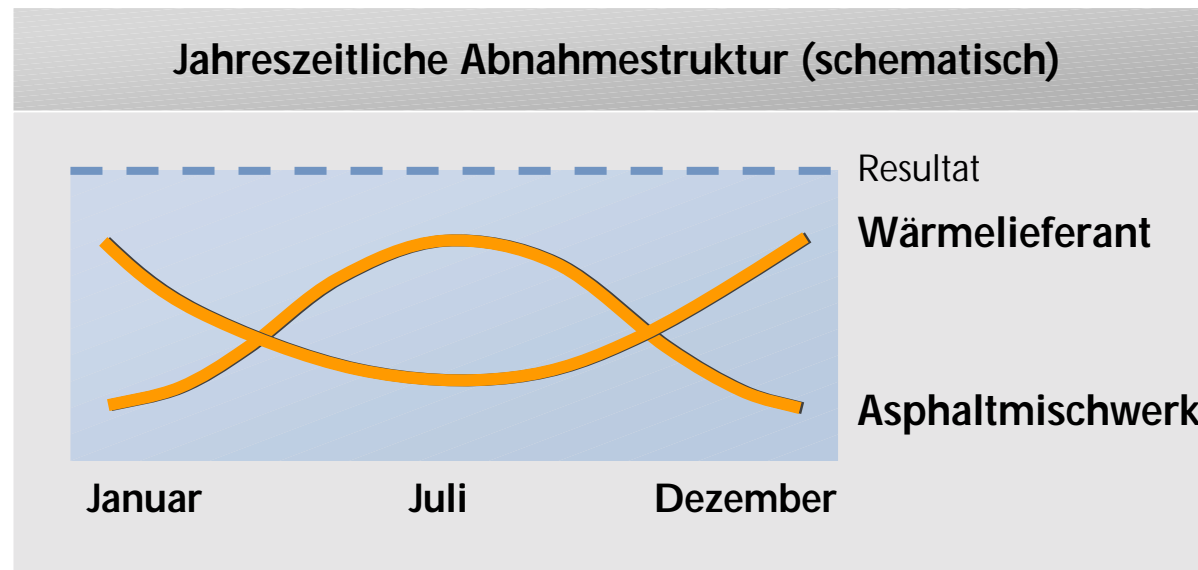 Jahreszeitliche Abnahmestruktur (schematisch)
Resultat
Wärmelieferant
Asphaltmischwerk
Januar Juli Dezember